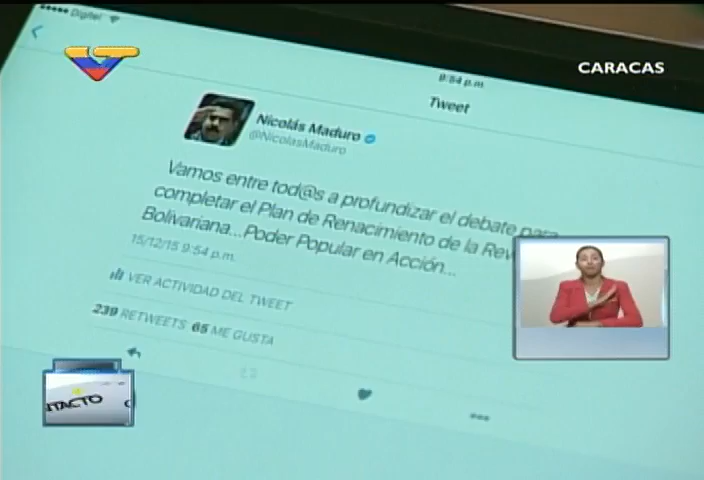 Digitel
CARACAS
9:54 p.m.
Tweet
Nicolás Maduro
@NicolasMaduro
Vamos entre tod@s a profundizar el debate para
completar el Plan de Renacimiento de la Rev
Bolivariana...Poder Popular en Acción...
15/12/15 9:54 p.m.
VER ACTIVIDAD DEL TWEET
239 RETWEETS 65 ME GUSTA
NTACTO